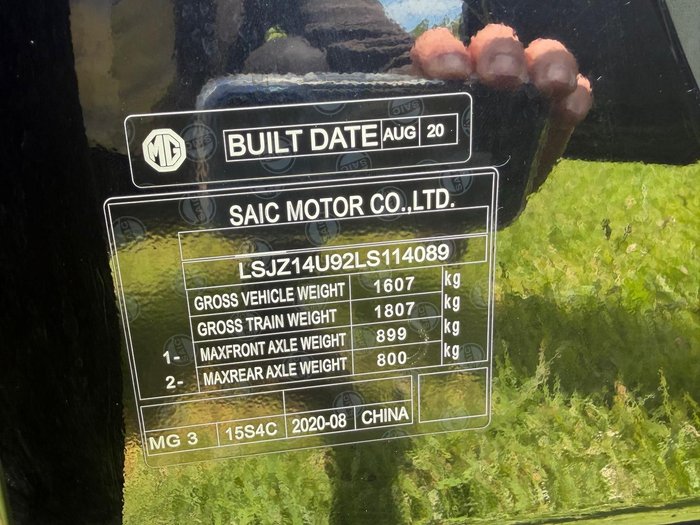 MG BUILT DATE AUG 20
SAIC MOTOR CO.,LTD.
LSJZ14U92LS114089
GROSS VEHICLE WEIGHT 1607 kg
GROSS TRAIN WEIGHT 1807 kg
1- MAXFRONT AXLE WEIGHT 899 kg
2- MAXREAR AXLE WEIGHT 800 kg
MG 3 15S4C 2020-08 CHINA